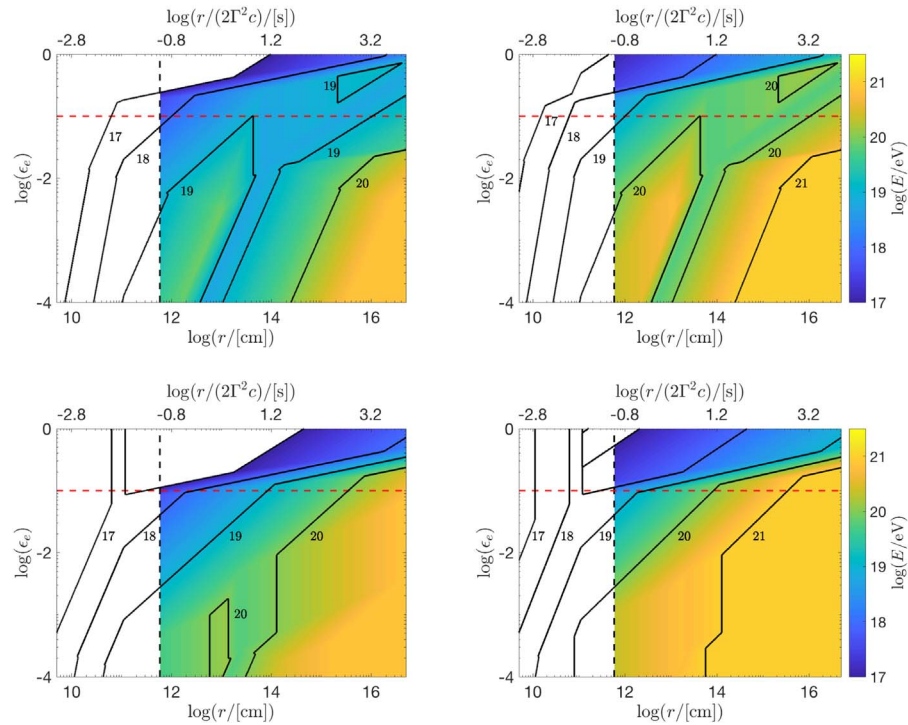 log(r/(2Γ²c)/[s]) log(r/(2Γ²c)/[s])
-2.8 -0.8 1.2 3.2 -2.8 -0.8 1.2 3.2
0 0
19 20 21
17 17
18 18 20
log(ϵe) -2 19 19 20 log(ϵe) -2 19 20 20 21 19 log(E/eV)
18
-4 -4 17
10 12 14 16 10 12 14 16
log(r/[cm]) log(r/[cm])
log(r/(2Γ²c)/[s]) log(r/(2Γ²c)/[s])
-2.8 -0.8 1.2 3.2 -2.8 -0.8 1.2 3.2
0 0
21
17 18 19 20 17 18 19 20 21 20
log(ϵe) -2 log(ϵe) -2 19 log(E/eV)
20 18
-4 -4 17
10 12 14 16 10 12 14 16
log(r/[cm]) log(r/[cm])